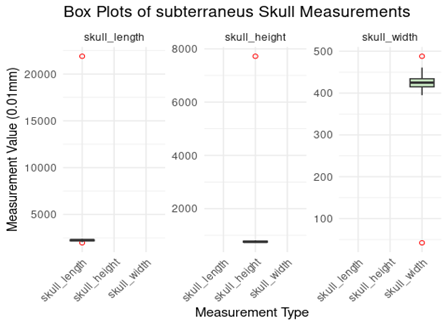 Box Plots of subterraneus Skull Measurements
skull_length
skull_height
skull_width
Measurement Value (0.01mm)
20000
15000
10000
5000
8000
6000
4000
2000
500
400
300
200
100
skull_length
skull_height
skull_width
skull_length
skull_height
skull_width
skull_length
skull_height
skull_width
Measurement Type